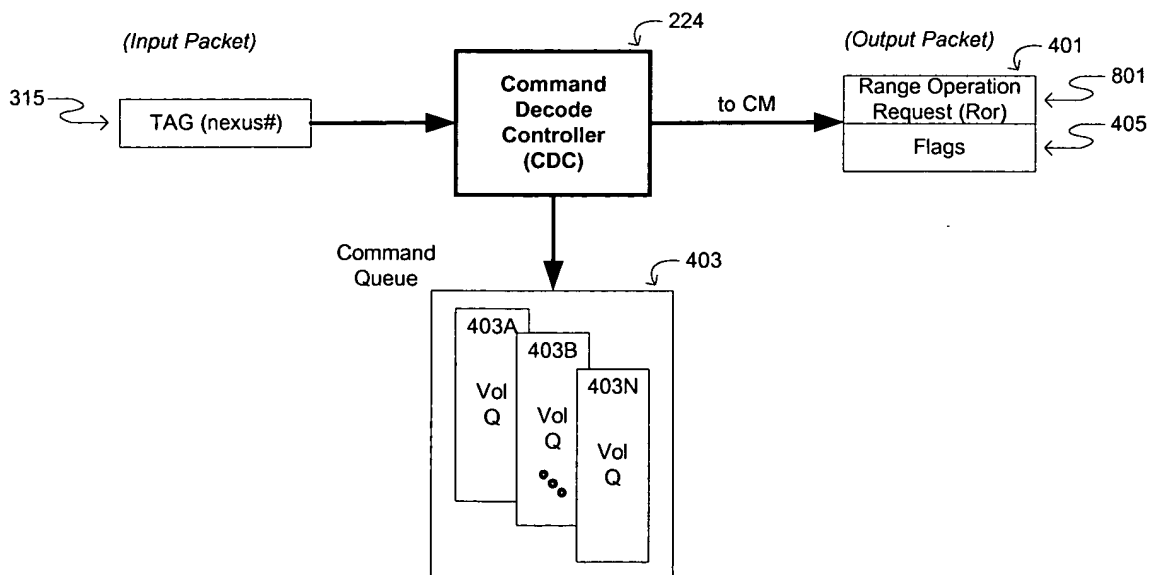 224
(Input Packet)
(Output Packet)
401
315
TAG (nexus#)
Command
Decode
Controller
(CDC)
to CM
Range Operation
Request (Ror)
801
Flags
405
Command
Queue
403
403A
Vol
Q
403B
Vol
Q
403N
Vol
Q